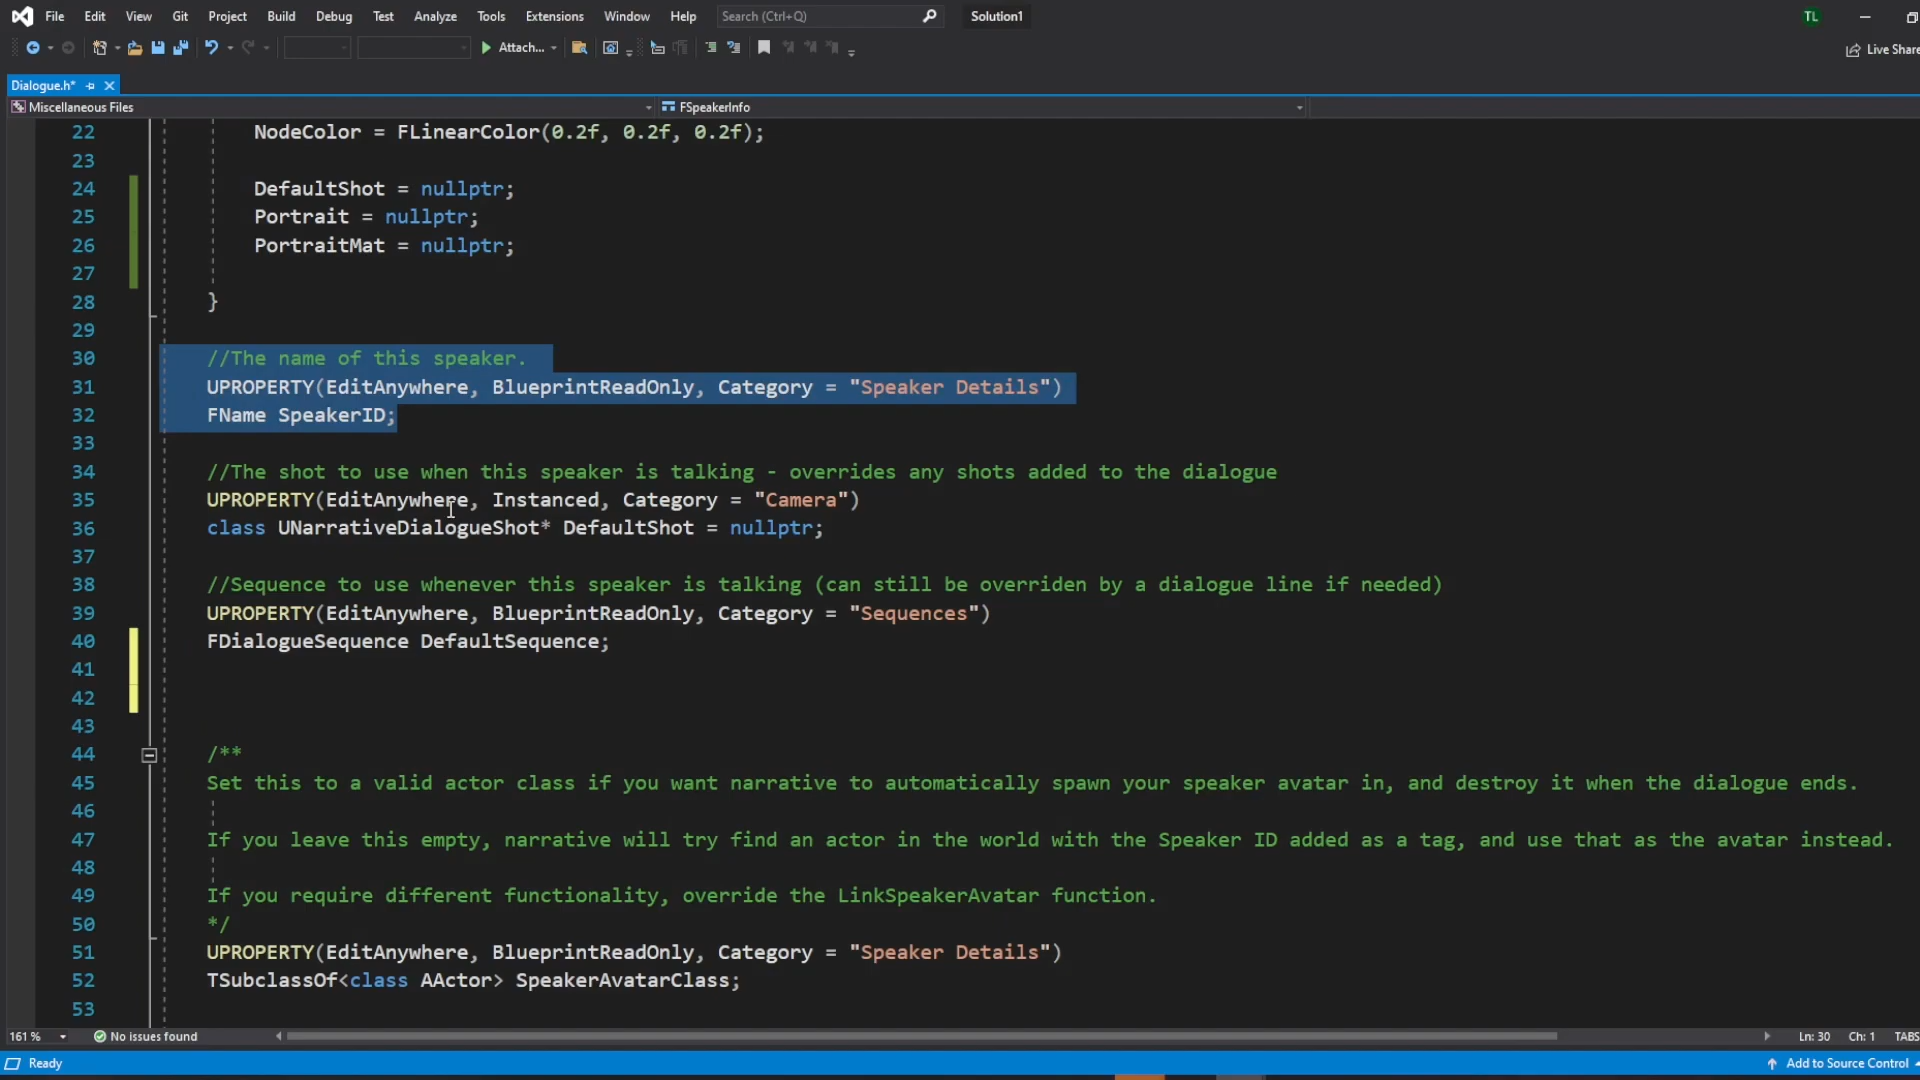 File Edit View Git Project Build Debug Test Analyze Tools Extensions Window Help Search (Ctrl+Q) Solution1 TL
Attach... Live Share
Dialogue.h*
Miscellaneous Files FSpeakerInfo
22 NodeColor = FLinearColor(0.2f, 0.2f, 0.2f);
23
24 DefaultShot = nullptr;
25 Portrait = nullptr;
26 PortraitMat = nullptr;
27
28 }
29
30 //The name of this speaker.
31 UPROPERTY(EditAnywhere, BlueprintReadOnly, Category = "Speaker Details")
32 FName SpeakerID;
33
34 //The shot to use when this speaker is talking - overrides any shots added to the dialogue
35 UPROPERTY(EditAnywhere, Instanced, Category = "Camera")
36 class UNarrativeDialogueShot* DefaultShot = nullptr;
37
38 //Sequence to use whenever this speaker is talking (can still be overriden by a dialogue line if needed)
39 UPROPERTY(EditAnywhere, BlueprintReadOnly, Category = "Sequences")
40 FDialogueSequence DefaultSequence;
41
42
43
44 /**
45 Set this to a valid actor class if you want narrative to automatically spawn your speaker avatar in, and destroy it when the dialogue ends.
46
47 If you leave this empty, narrative will try find an actor in the world with the Speaker ID added as a tag, and use that as the avatar instead.
48
49 If you require different functionality, override the LinkSpeakerAvatar function.
50 */
51 UPROPERTY(EditAnywhere, BlueprintReadOnly, Category = "Speaker Details")
52 TSubclassOf<class AActor> SpeakerAvatarClass;
53
161 % No issues found Ln: 30 Ch: 1 TABS
Ready Add to Source Control